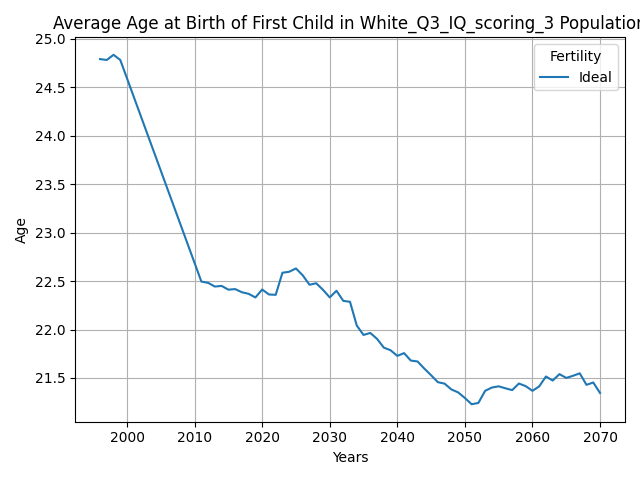 Average Age at Birth of First Child in White_Q3_IQ_scoring_3 Population
Fertility
Ideal
Age
25.0
24.5
24.0
23.5
23.0
22.5
22.0
21.5
2000 2010 2020 2030 2040 2050 2060 2070
Years